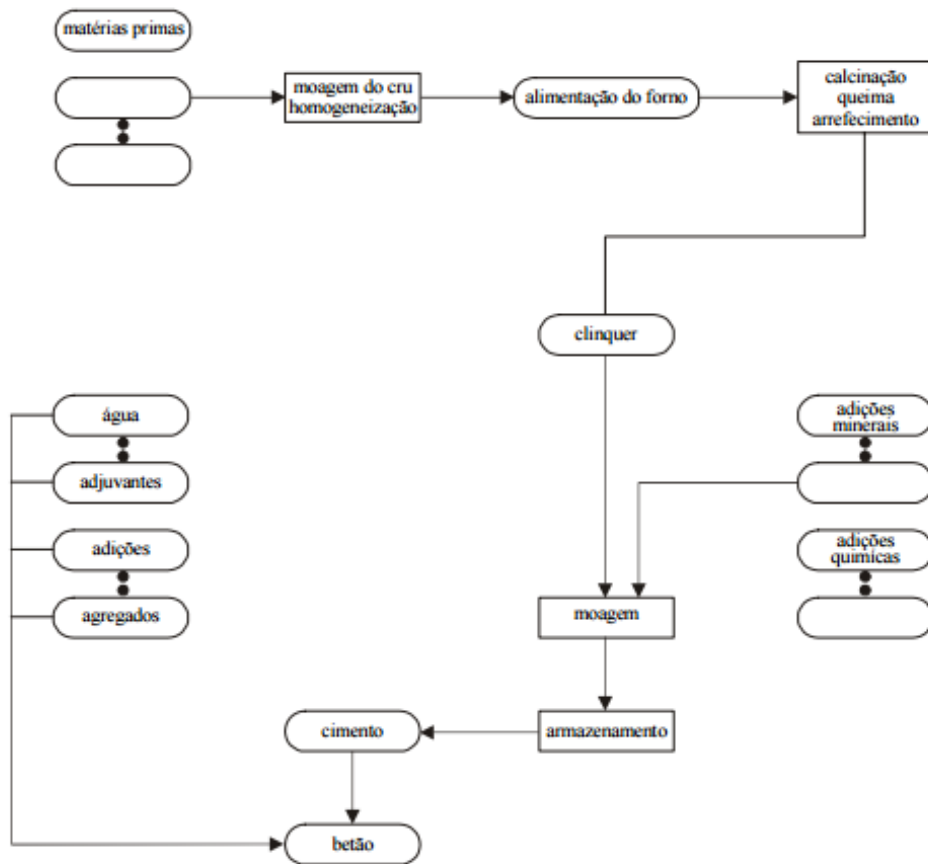 matérias primas
moagem do cru
homogeneização
alimentação do forno
calcinação
queima
arrefecimento
clinquer
água
adjuvantes
adições
agregados
adições
minerais
adições
químicas
moagem
armazenamento
cimento
betão